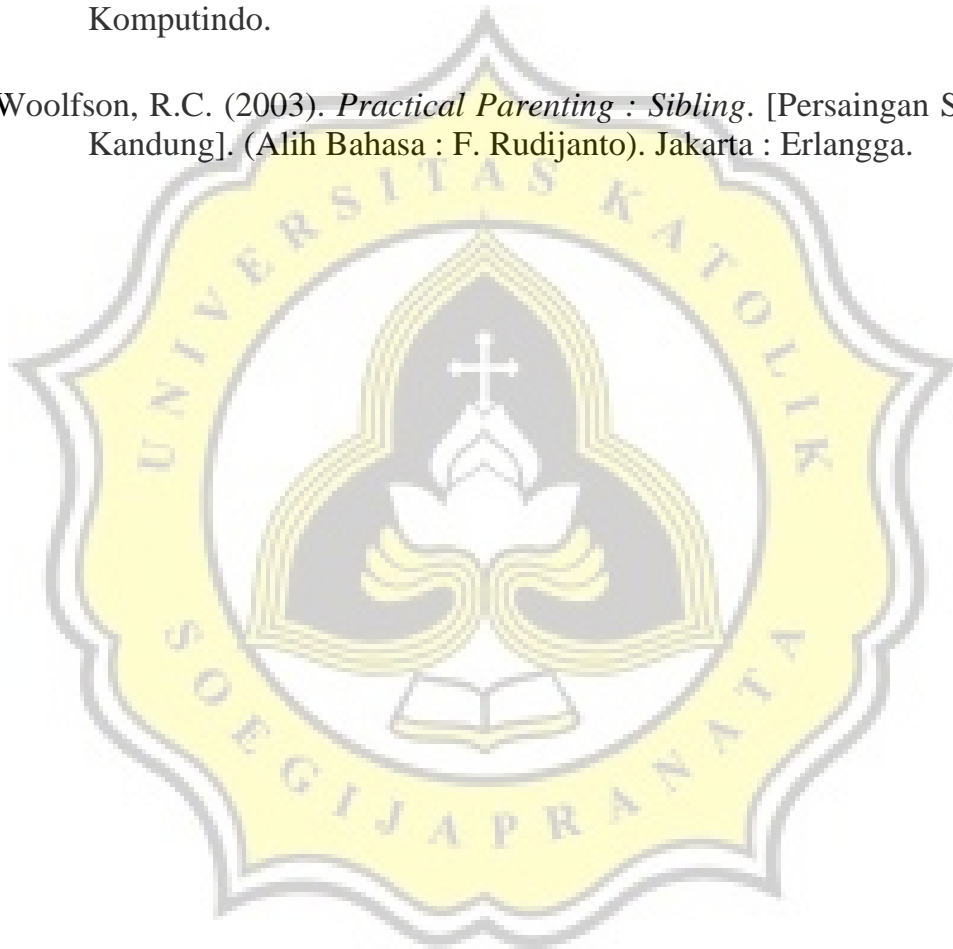 Komputindo.
Woolfson, R.C. (2003). Practical Parenting : Sibling. [Persaingan
Kandung]. (Alih Bahasa : F. Rudijanto). Jakarta : Erlangga.
UNIVERSITAS KATOLIK
SOEGIJAPRANATA